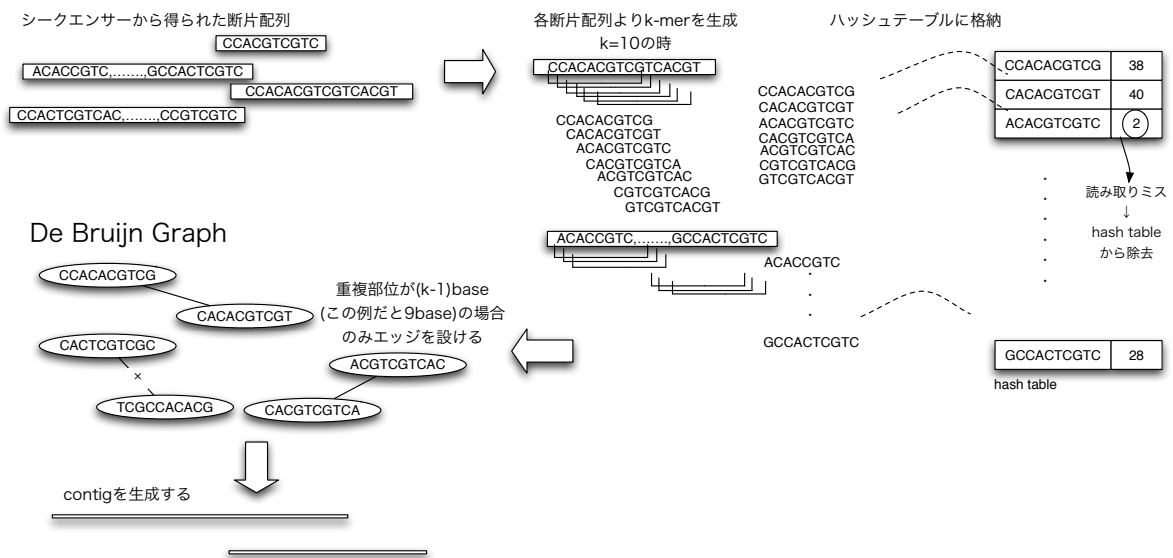 シークエンサーから得られた断片配列
CCACGTCGTC
ACACCGTC,.......,GCCACTCGTC
CCACACGTCGTCACGT
CCACTCGTCAC,.......,CCGTCGTC
各断片配列よりk-merを生成
k=10の時
CCACACGTCGTCACGT
CCACACGTCG
CACACGTCGT
ACACGTCGTC
CACGTCGTCA
ACGTCGTCAC
CGTCGTCACG
GTCGTCACGT
ACACCGTC,.......,GCCACTCGTC
CCACACGTCG
CACACGTCGT
ACACGTCGTC
CACGTCGTCA
ACGTCGTCAC
CGTCGTCACG
GTCGTCACGT
ACACCGTC
GCCACTCGTC
ハッシュテーブルに格納
CCACACGTCG 38
CACACGTCGT 40
ACACGTCGTC 2
読み取りミス
↓
hash table
から除去
GCCACTCGTC 28
hash table
De Bruijn Graph
CCACACGTCG
CACACGTCGT
重複部位が(k-1)base
(この例だと9base)の場合
のみエッジを設ける
CACTCGTCGC
×
TCGCCACACG
ACGTCGTCAC
CACGTCGTCA
contigを生成する